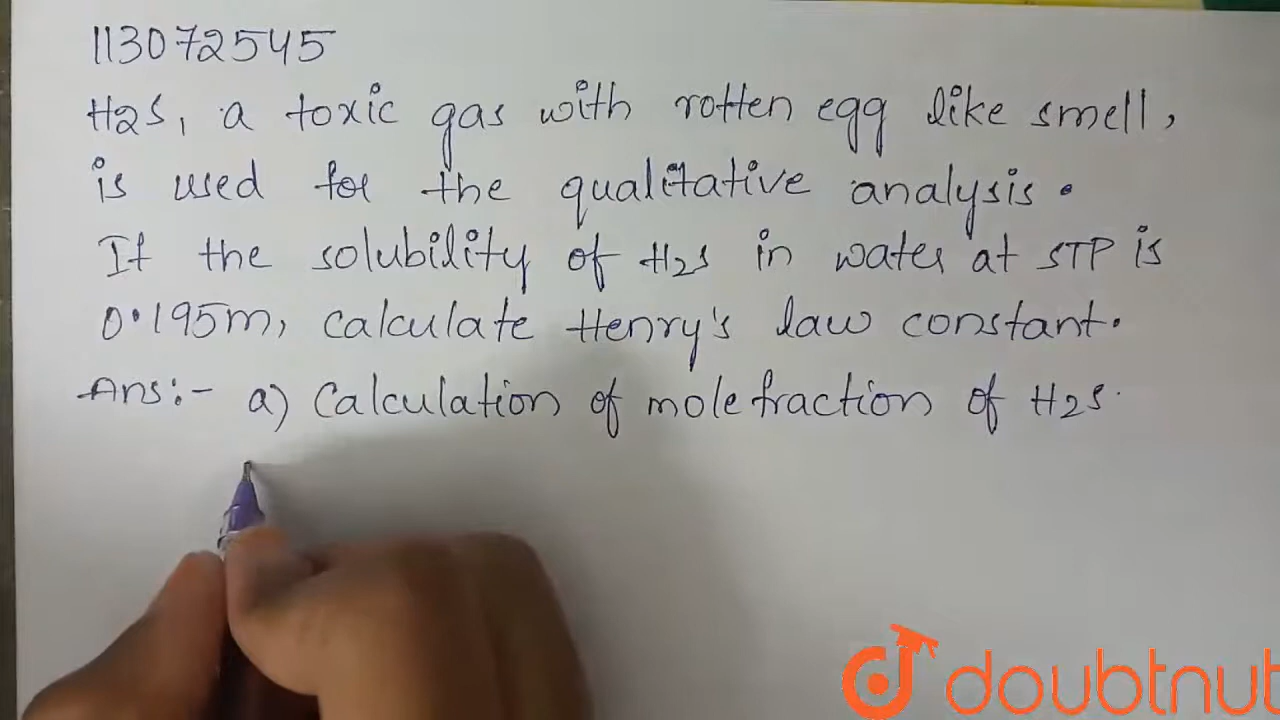 113072545
H2S, a toxic gas with rotten egg like smell,
is used for the qualitative analysis.
If the solubility of H2S in water at STP is
0.195m, calculate Henry's law constant.
Ans:- a) Calculation of mole fraction of H2S.
doubtnut